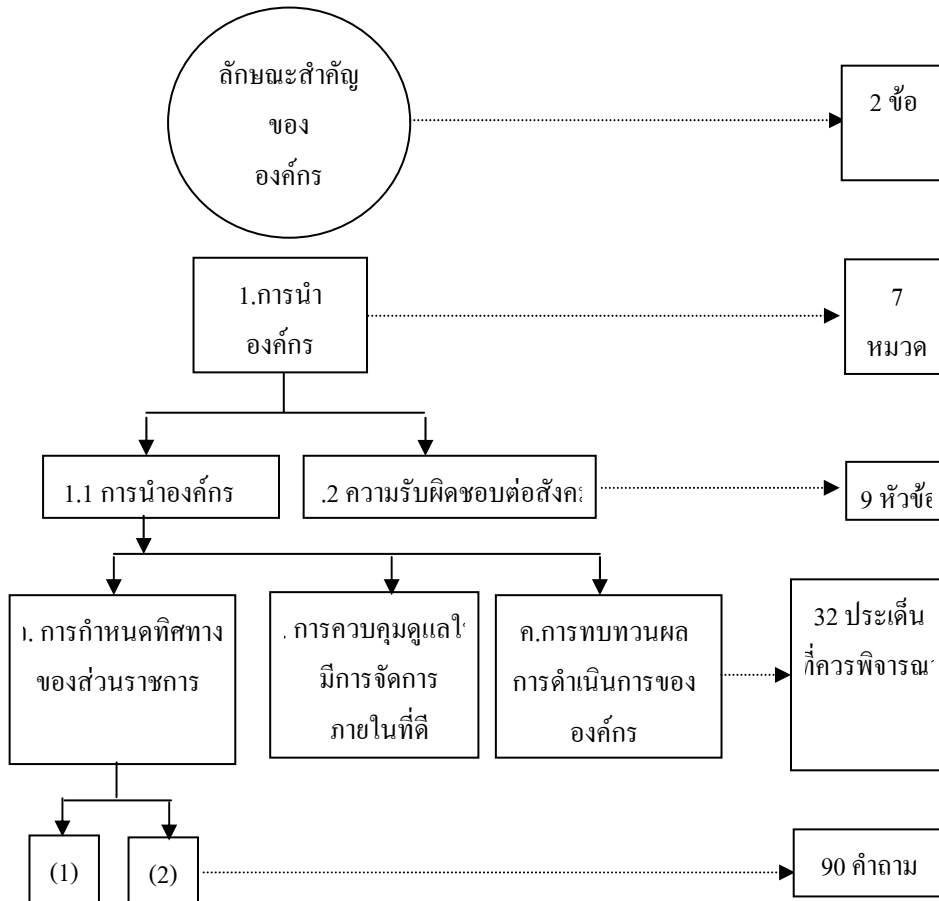 ลักษณะสำคัญ
ของ
องค์กร
2 ข้อ
1.การนำ
องค์กร
7
หมวด
1.1 การนำองค์กร
.2 ความรับผิดชอบต่อสังคม
9 หัวข้อ
. การกำหนดทิศทาง
ของส่วนราชการ
. การควบคุมดูแลให้
มีการจัดการ
ภายในที่ดี
ค.การทบทวนผล
การดำเนินการของ
องค์กร
32 ประเด็น
ที่ควรพิจารณา
(1)
(2)
90 คำถาม